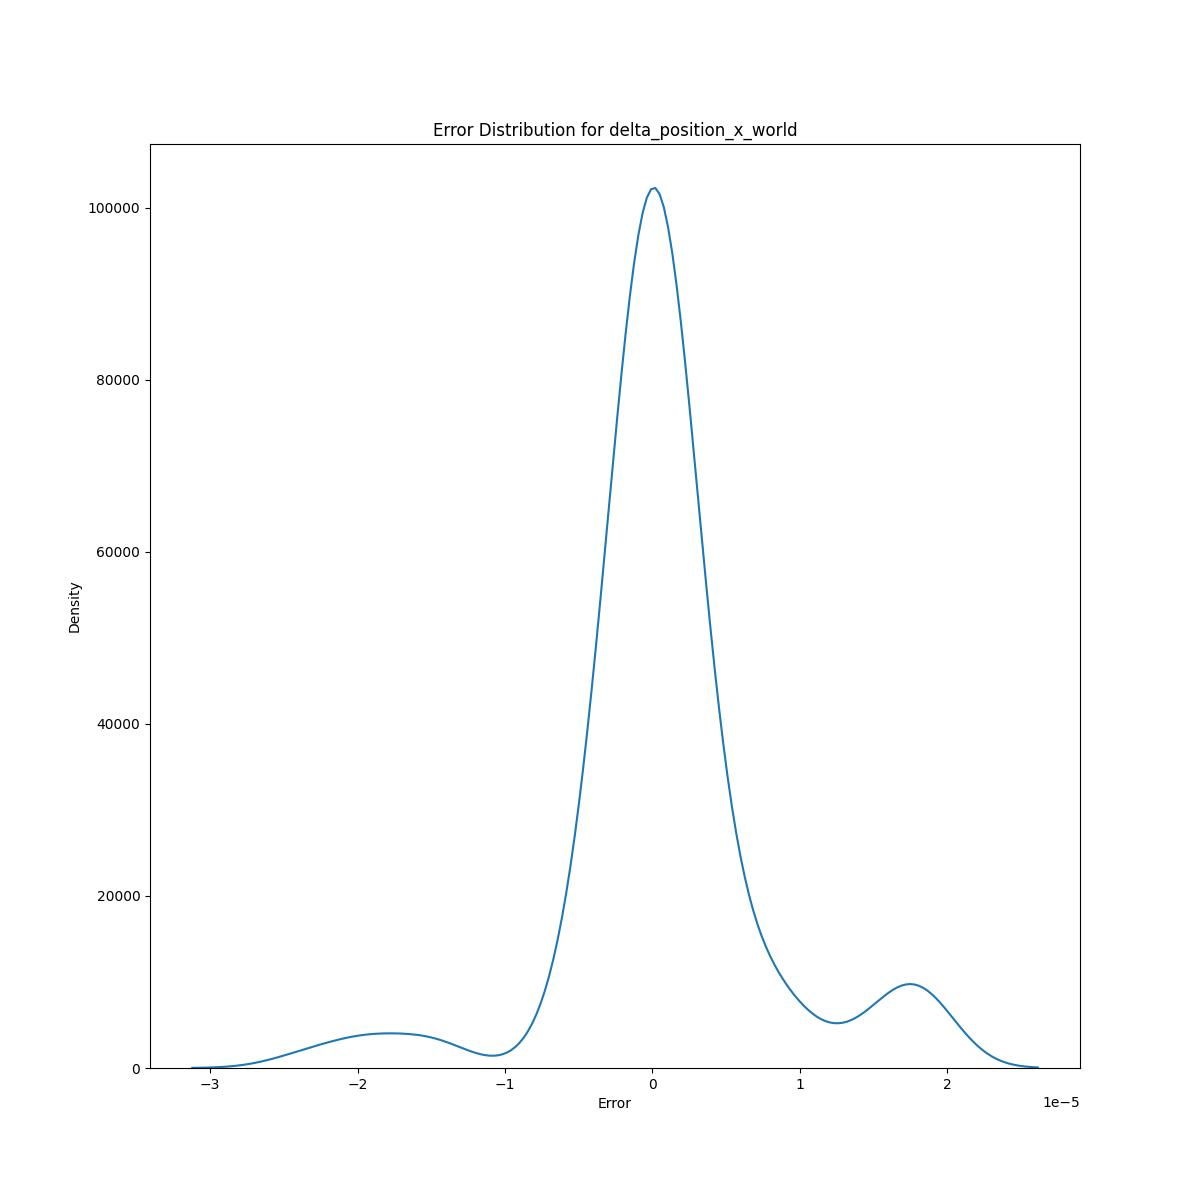 Error Distribution for delta_position_x_world
100000
80000
60000
40000
20000
0
Density
−3 −2 −1 0 1 2
1e−5
Error